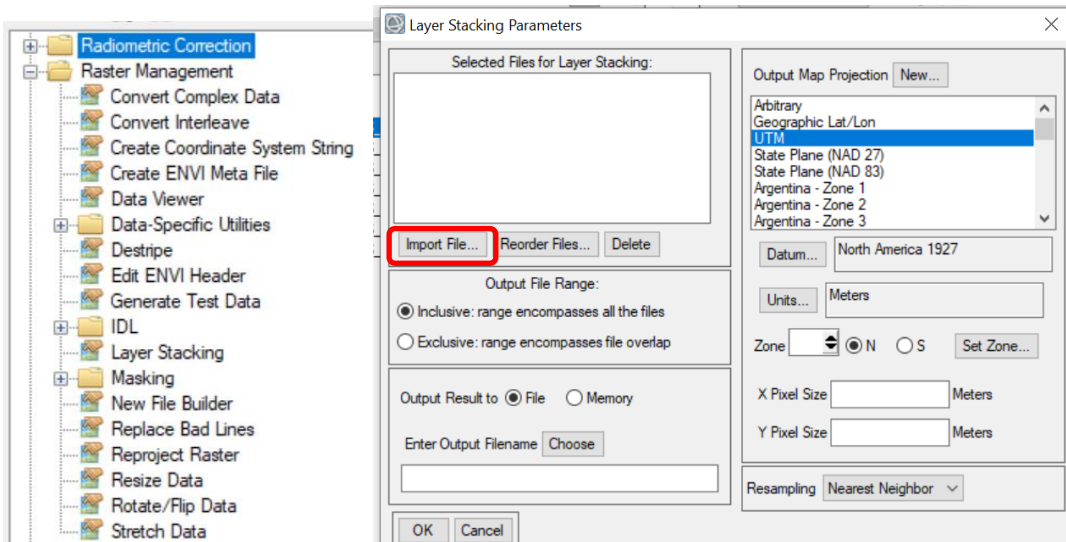 Radiometric Correction
Raster Management
Convert Complex Data
Convert Interleave
Create Coordinate System String
Create ENVI Meta File
Data Viewer
Data-Specific Utilities
Destripe
Edit ENVI Header
Generate Test Data
IDL
Layer Stacking
Masking
New File Builder
Replace Bad Lines
Reproject Raster
Resize Data
Rotate/Flip Data
Stretch Data
Layer Stacking Parameters
Selected Files for Layer Stacking:
Import File... Reorder Files... Delete
Output File Range:
Inclusive: range encompasses all the files
Exclusive: range encompasses file overlap
Output Result to File Memory
Enter Output Filename Choose
OK Cancel
Output Map Projection New...
Arbitrary
Geographic Lat/Lon
UTM
State Plane (NAD 27)
State Plane (NAD 83)
Argentina - Zone 1
Argentina - Zone 2
Argentina - Zone 3
Datum... North America 1927
Units... Meters
Zone N S Set Zone...
X Pixel Size Meters
Y Pixel Size Meters
Resampling Nearest Neighbor